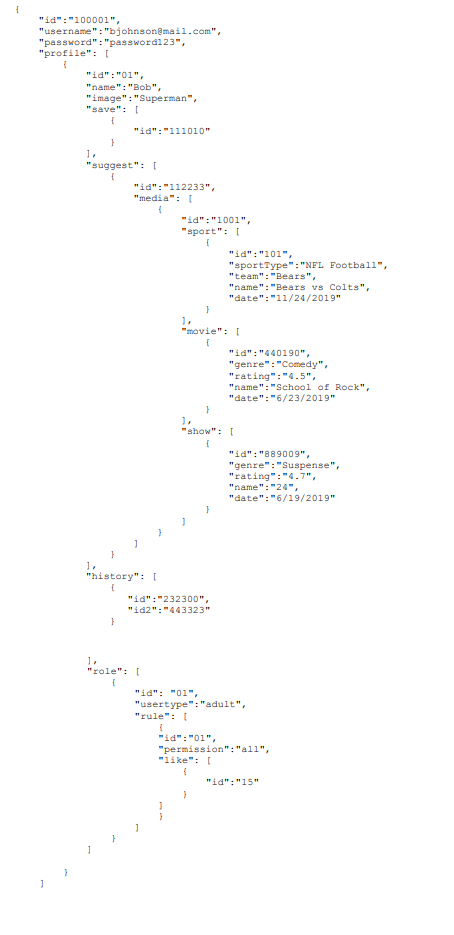 {
"id":"100001",
"username":"bjohnson@mail.com",
"password":"password123",
"profile": [
{
"id":"01",
"name":"Bob",
"image":"Superman",
"save": [
{
"id":"111010"
}
],
"suggest": [
{
"id":"112233",
"media": [
{
"id":"1001",
"sport": [
{
"id":"101",
"sportType":"NFL Football",
"team":"Bears",
"name":"Bears vs Colts",
"date":"11/24/2019"
}
],
"movie": [
{
"id":"440190",
"genre":"Comedy",
"rating":"4.5",
"name":"School of Rock",
"date":"6/23/2019"
}
],
"show": [
{
"id":"889009",
"genre":"Suspense",
"rating":"4.7",
"name":"24",
"date":"6/19/2019"
}
]
}
]
}
],
"history": [
{
"id":"232300",
"id2":"443323"
}
],
"role": [
{
"id": "01",
"usertype":"adult",
"rule": [
{
"id":"01",
"permission":"all",
"like": [
{
"id":"15"
}
]
}
]
}
]
}
]